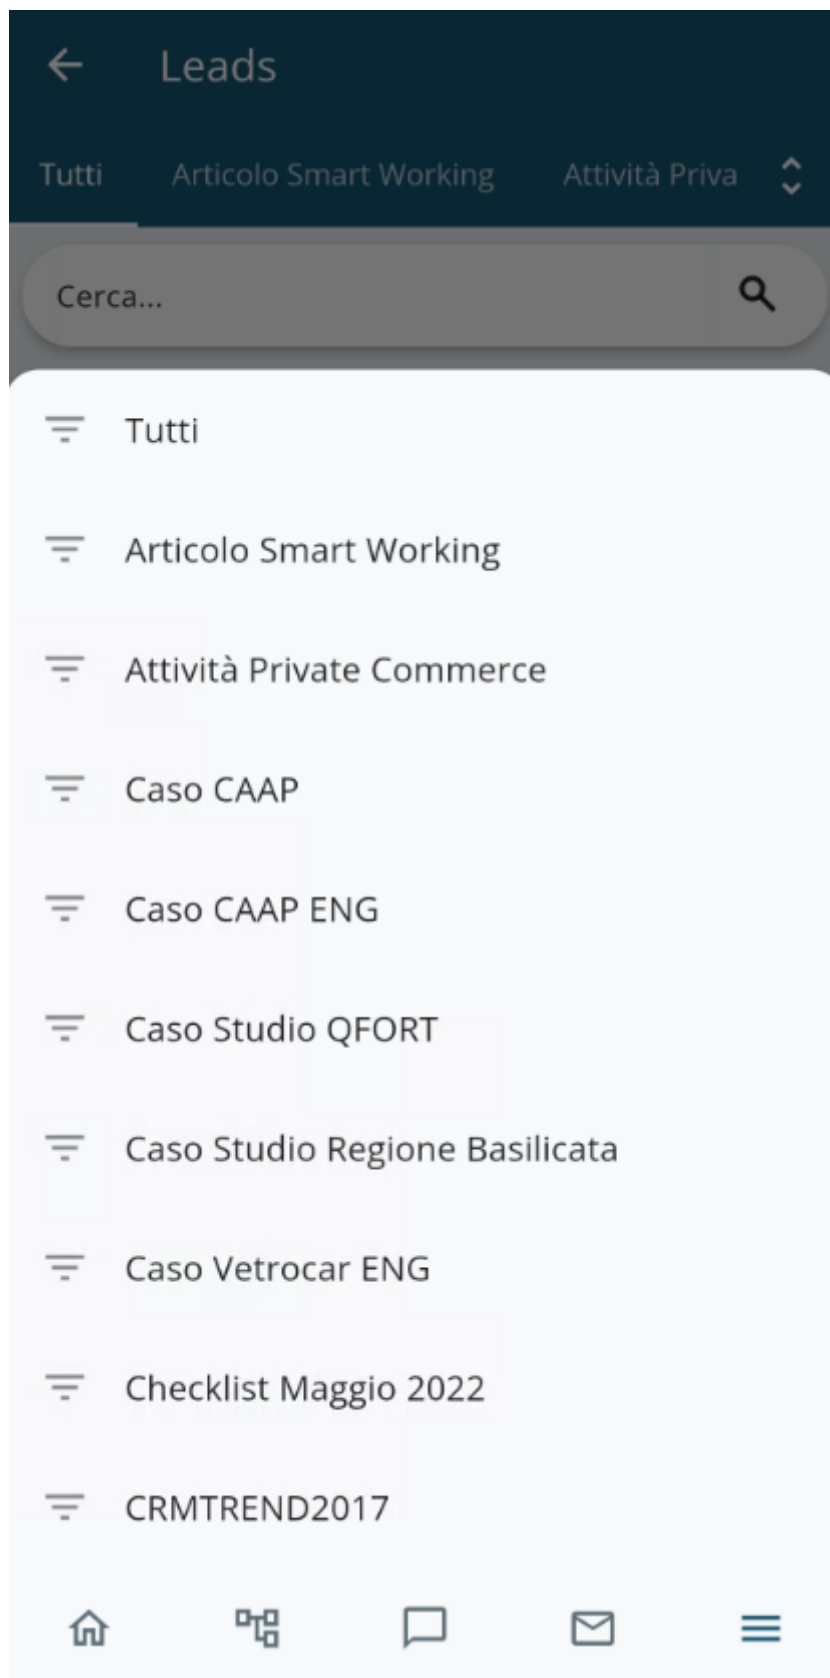 Leads
Tutti Articolo Smart Working Attività Priva
Cerca...
Tutti
Articolo Smart Working
Attività Private Commerce
Caso CAAP
Caso CAAP ENG
Caso Studio QFORT
Caso Studio Regione Basilicata
Caso Vetrocar ENG
Checklist Maggio 2022
CRMTREND2017